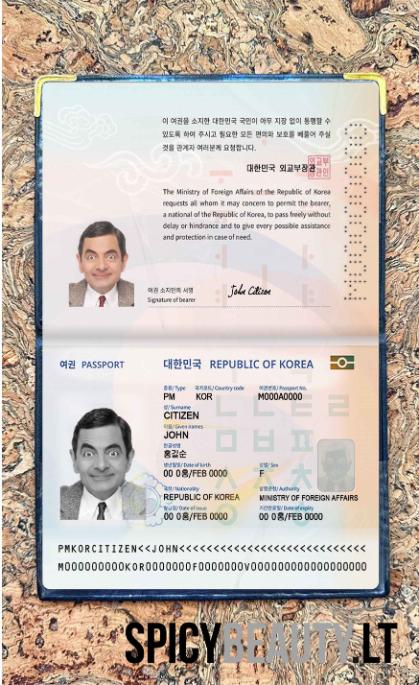 이 여권을 소지한 대한민국 국민이 아무 지장 없이 통행할 수
있도록 하여 주시고 필요한 모든 편의와 보호를 베풀어 주실
것을 관계자 여러분께 요청합니다.
대한민국 외교부장관
The Ministry of Foreign Affairs of the Republic of Korea
requests all whom it may concern to permit the bearer,
a national of the Republic of Korea, to pass freely without
delay or hindrance and to give every possible assistance
and protection in case of need.
여권 소지인의 서명
Signature of bearer
John Citizen
여권 PASSPORT
대한민국 REPUBLIC OF KOREA
종류/Type 국가코드/Country code 여권번호/Passport No.
PM KOR M000A0000
성/Surname
CITIZEN
이름/Given names
JOHN
한글성명
홍길순
생년월일/Date of birth 성별/Sex
00 0홍/FEB 0000 F
국적/Nationality 발행관청/Authority
REPUBLIC OF KOREA MINISTRY OF FOREIGN AFFAIRS
발급일/Date of issue 기간만료일/Date of expiry
00 0홍/FEB 0000 00 0홍/FEB 0000
PMKORCITIZEN<<JOHN<<<<<<<<<<<<<<<<<<<<<<<<<<
SPICYBEAUTY.LT